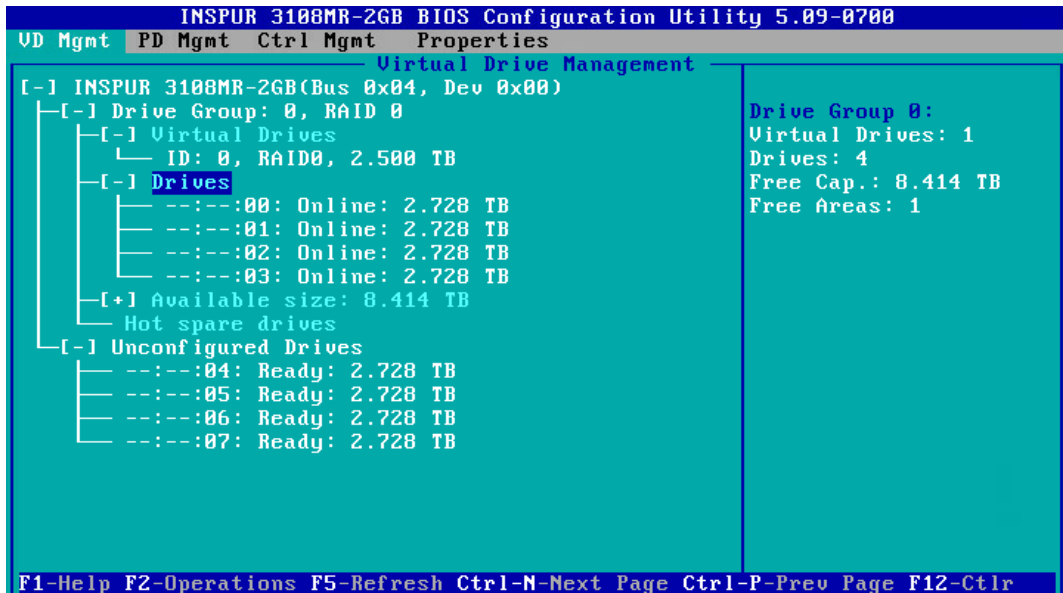 INSPUR 3108MR-2GB BIOS Configuration Utility 5.09-0700
VD Mgmt PD Mgmt Ctrl Mgmt Properties
Virtual Drive Management
[-] INSPUR 3108MR-2GB(Bus 0x04, Dev 0x00)
[-] Drive Group: 0, RAID 0
[-] Virtual Drives
ID: 0, RAID0, 2.500 TB
[-] Drives
--:--:00: Online: 2.728 TB
--:--:01: Online: 2.728 TB
--:--:02: Online: 2.728 TB
--:--:03: Online: 2.728 TB
[+] Available size: 8.414 TB
Hot spare drives
[-] Unconfigured Drives
--:--:04: Ready: 2.728 TB
--:--:05: Ready: 2.728 TB
--:--:06: Ready: 2.728 TB
--:--:07: Ready: 2.728 TB
Drive Group 0:
Virtual Drives: 1
Drives: 4
Free Cap.: 8.414 TB
Free Areas: 1
F1-Help F2-Operations F5-Refresh Ctrl-N-Next Page Ctrl-P-Prev Page F12-Ctlr